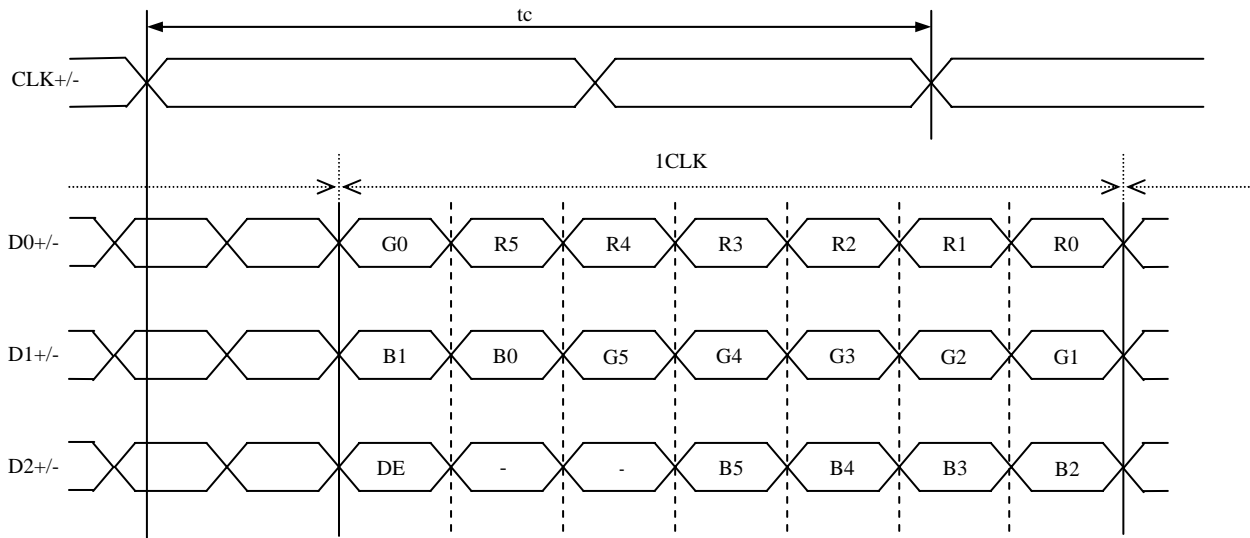 tc
CLK+/-
1CLK
D0+/- G0 R5 R4 R3 R2 R1 R0
D1+/- B1 B0 G5 G4 G3 G2 G1
D2+/- DE - - B5 B4 B3 B2